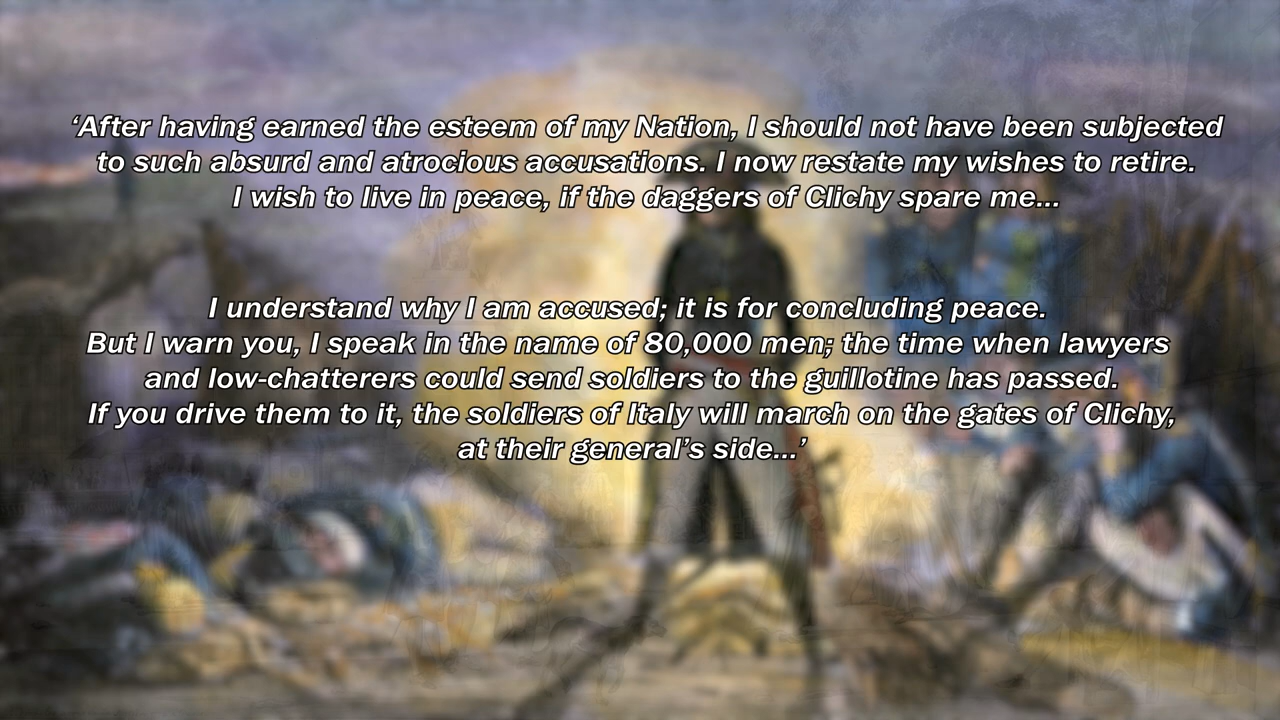 ‘After having earned the esteem of my Nation, I should not have been subjected
to such absurd and atrocious accusations. I now restate my wishes to retire.
I wish to live in peace, if the daggers of Clichy spare me...
I understand why I am accused; it is for concluding peace.
But I warn you, I speak in the name of 80,000 men; the time when lawyers
and low-chatterers could send soldiers to the guillotine has passed.
If you drive them to it, the soldiers of Italy will march on the gates of Clichy,
at their general’s side...’